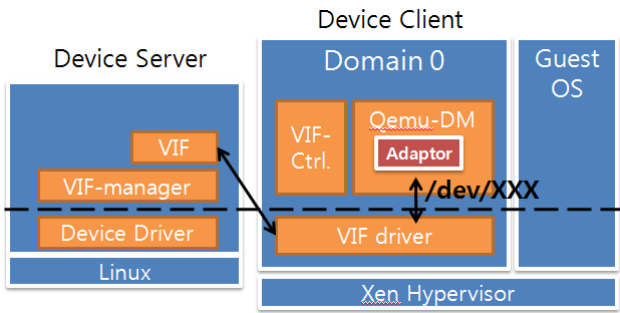 Device Client
Device Server
Domain 0
Guest
OS
VIF-
Ctrl.
Qemu-DM
Adaptor
VIF
VIF-manager
/dev/XXX
Device Driver
VIF driver
Linux
Xen Hypervisor